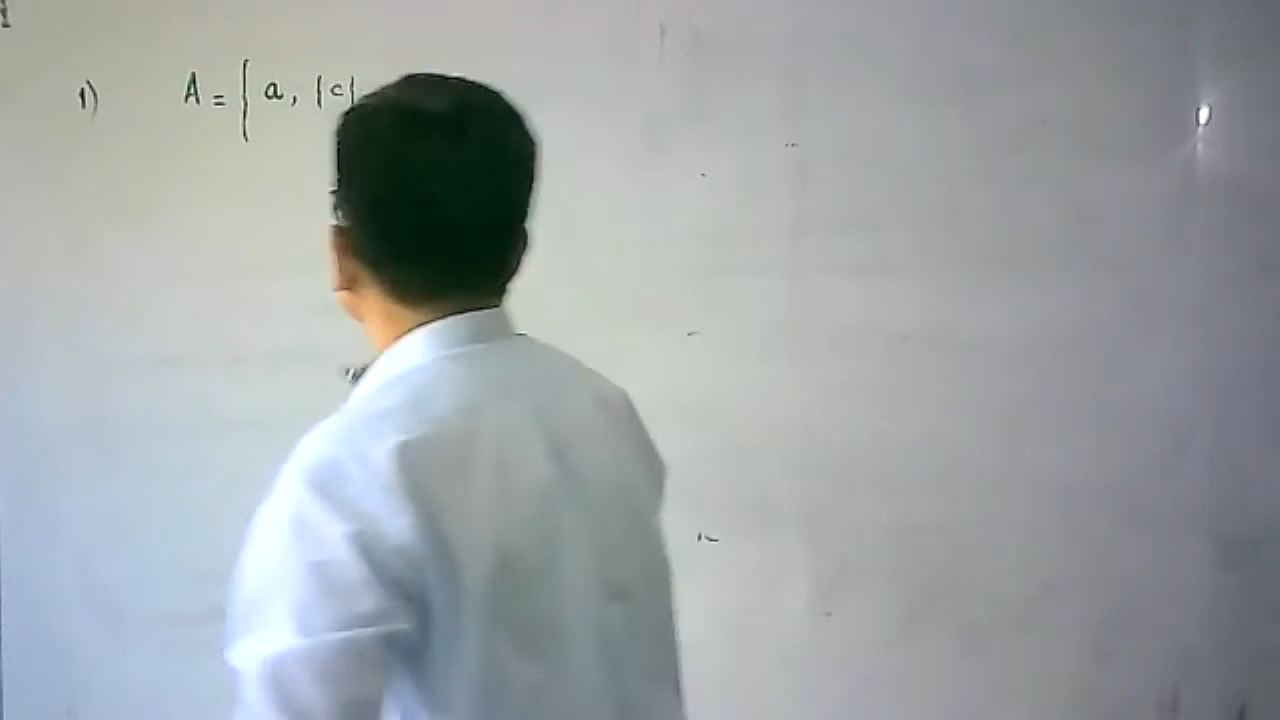 1) A = { a, {c}